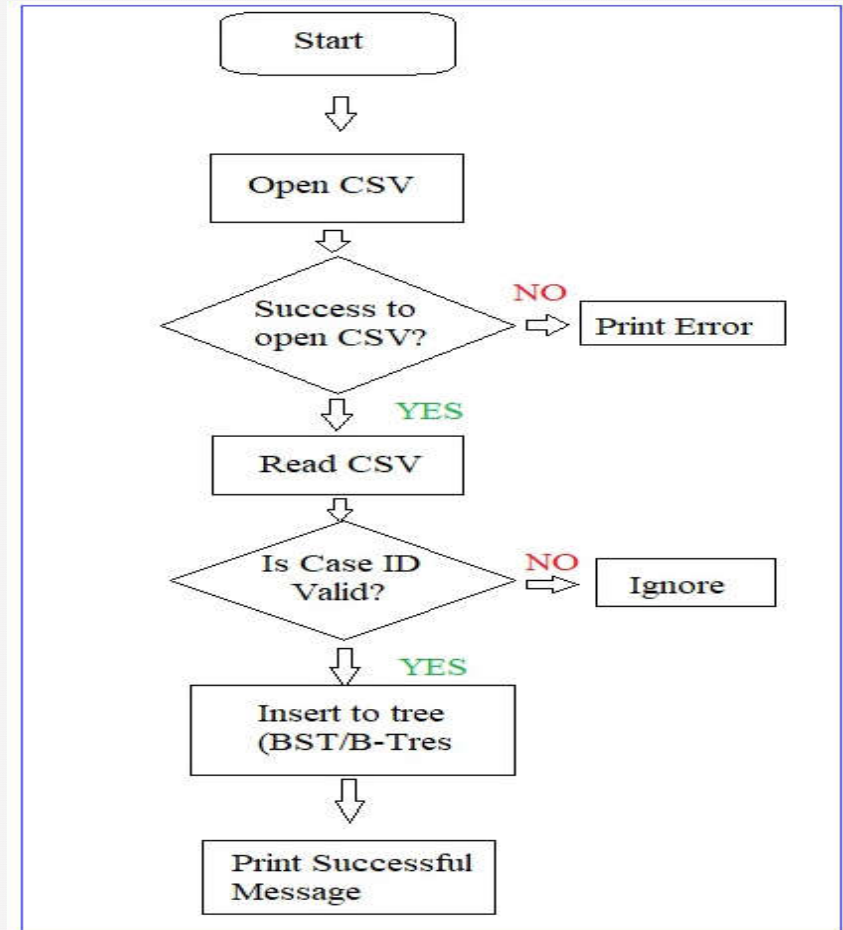 Start
Open CSV
Success to
open CSV?
NO
Print Error
YES
Read CSV
Is Case ID
Valid?
NO
Ignore
YES
Insert to tree
(BST/B-Tres
Print Successful
Message